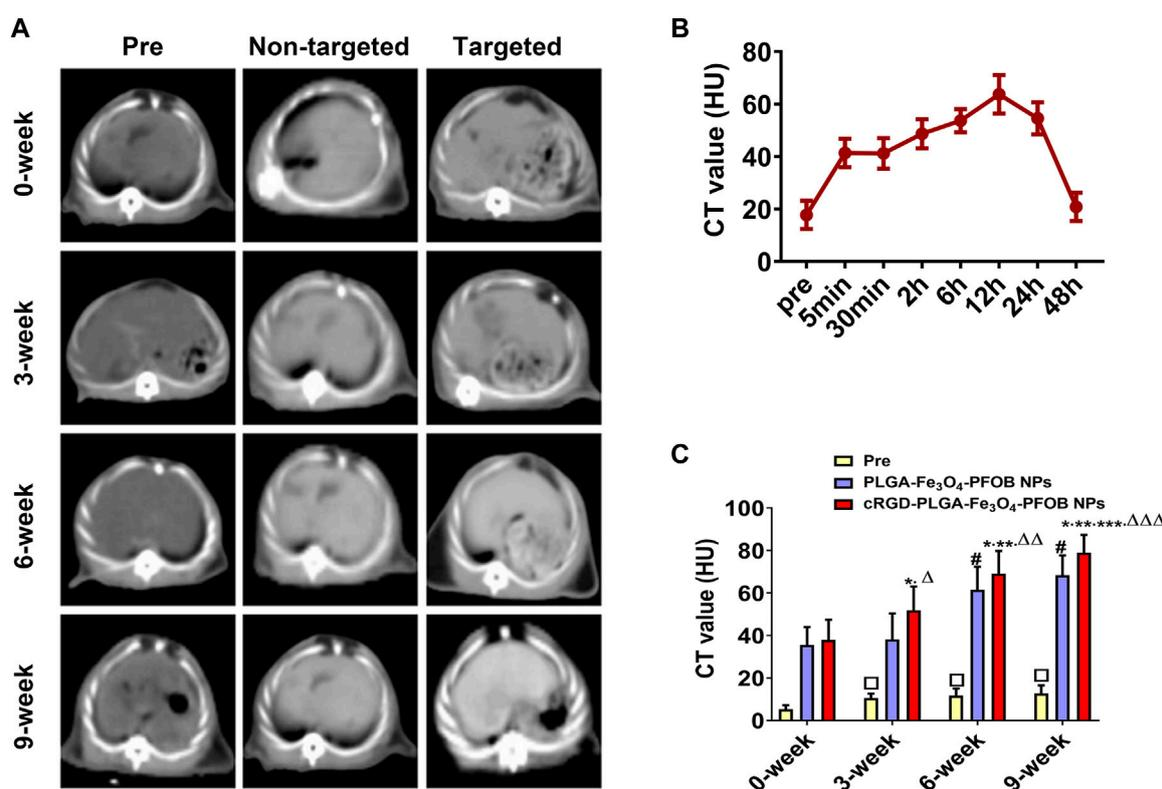 A
Pre Non-targeted Targeted
0-week
3-week
6-week
9-week
B
CT value (HU)
80
60
40
20
0
pre 5min 30min 2h 6h 12h 24h 48h
C
Pre
PLGA-Fe₃O₄-PFOB NPs
cRGD-PLGA-Fe₃O₄-PFOB NPs
CT value (HU)
100
80
60
40
20
0
*· Δ
# *·**·ΔΔ
# *·**·***·ΔΔΔ
□ □ □
0-week 3-week 6-week 9-week